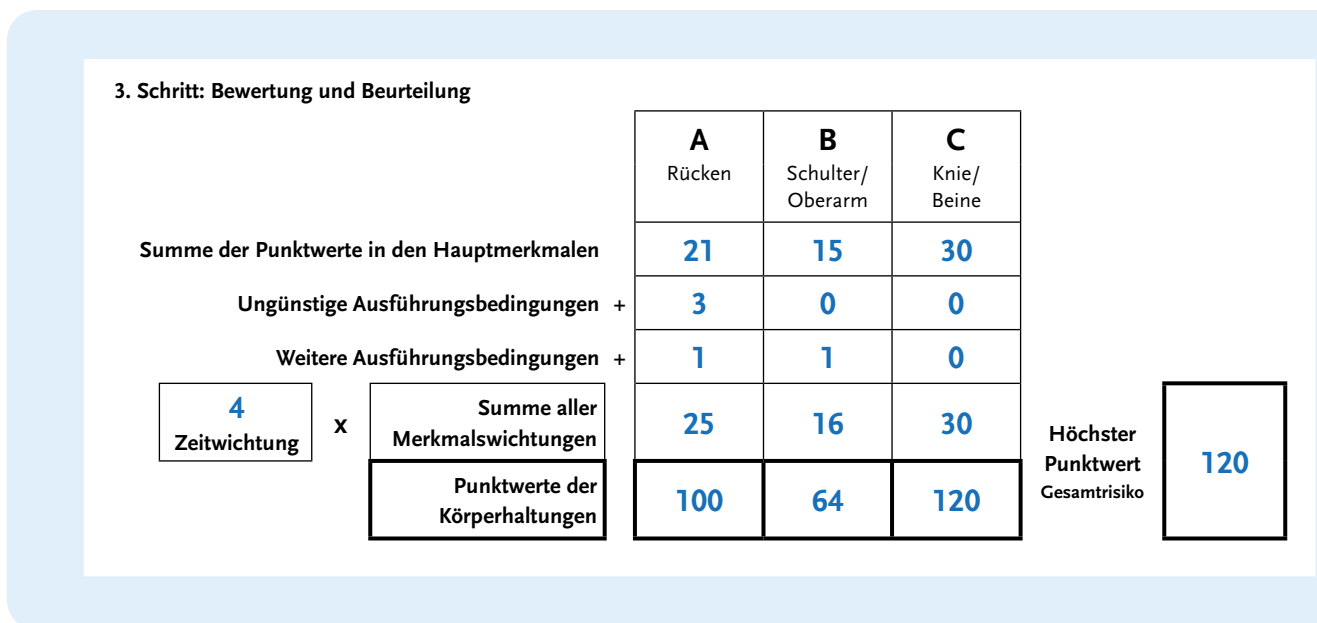 3. Schritt: Bewertung und Beurteilung
A B C
Rücken Schulter/ Knie/
Oberarm Beine
Summe der Punktwerte in den Hauptmerkmalen 21 15 30
Ungünstige Ausführungsbedingungen + 3 0 0
Weitere Ausführungsbedingungen + 1 1 0
4
Zeitwichtung
x
Summe aller
Merkmalswichtungen
25 16 30
Punktwerte der
Körperhaltungen
100 64 120
Höchster
Punktwert
Gesamtrisiko
120